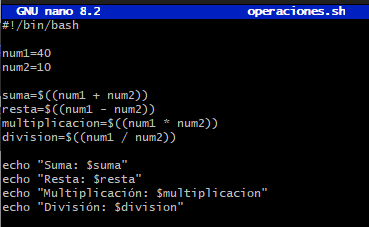 GNU nano 8.2 operaciones.sh
#!/bin/bash
num1=40
num2=10
suma=$((num1 + num2))
resta=$((num1 - num2))
multiplicacion=$((num1 * num2))
division=$((num1 / num2))
echo "Suma: $suma"
echo "Resta: $resta"
echo "Multiplicación: $multiplicacion"
echo "División: $division"